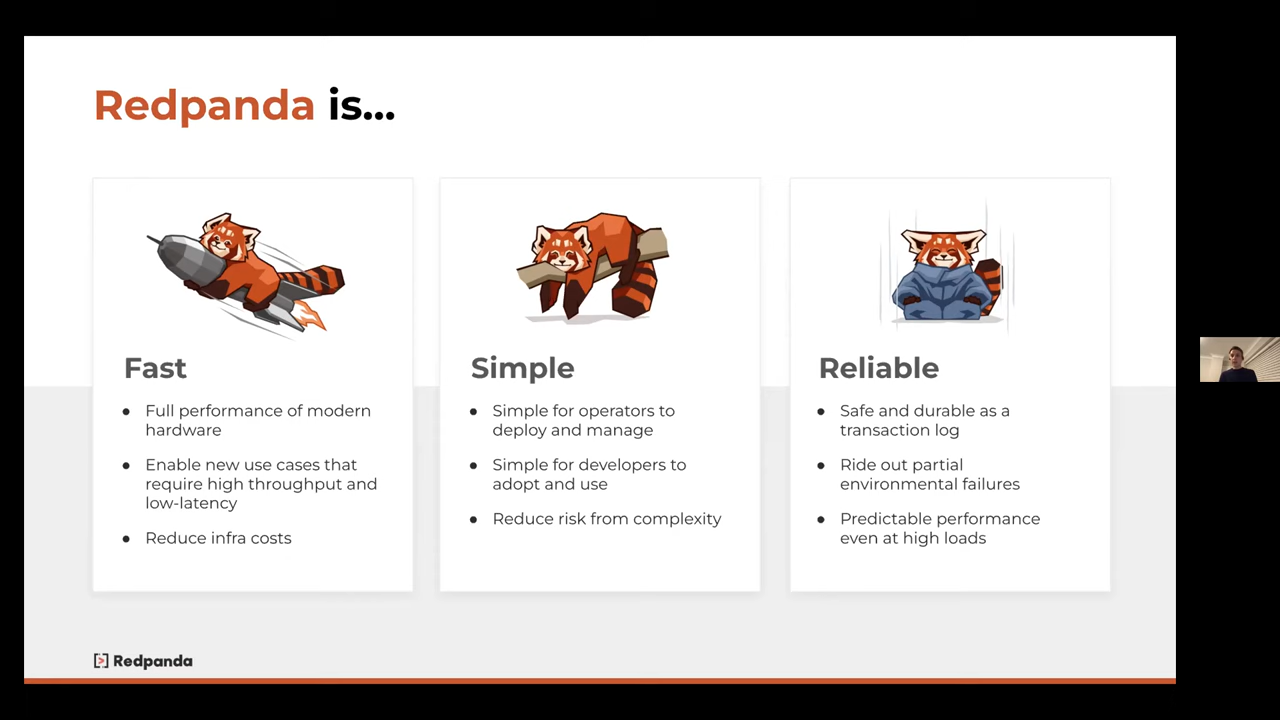 Redpanda is...
Fast
● Full performance of modern
hardware
● Enable new use cases that
require high throughput and
low-latency
● Reduce infra costs
Simple
● Simple for operators to
deploy and manage
● Simple for developers to
adopt and use
● Reduce risk from complexity
Reliable
● Safe and durable as a
transaction log
● Ride out partial
environmental failures
● Predictable performance
even at high loads
Redpanda